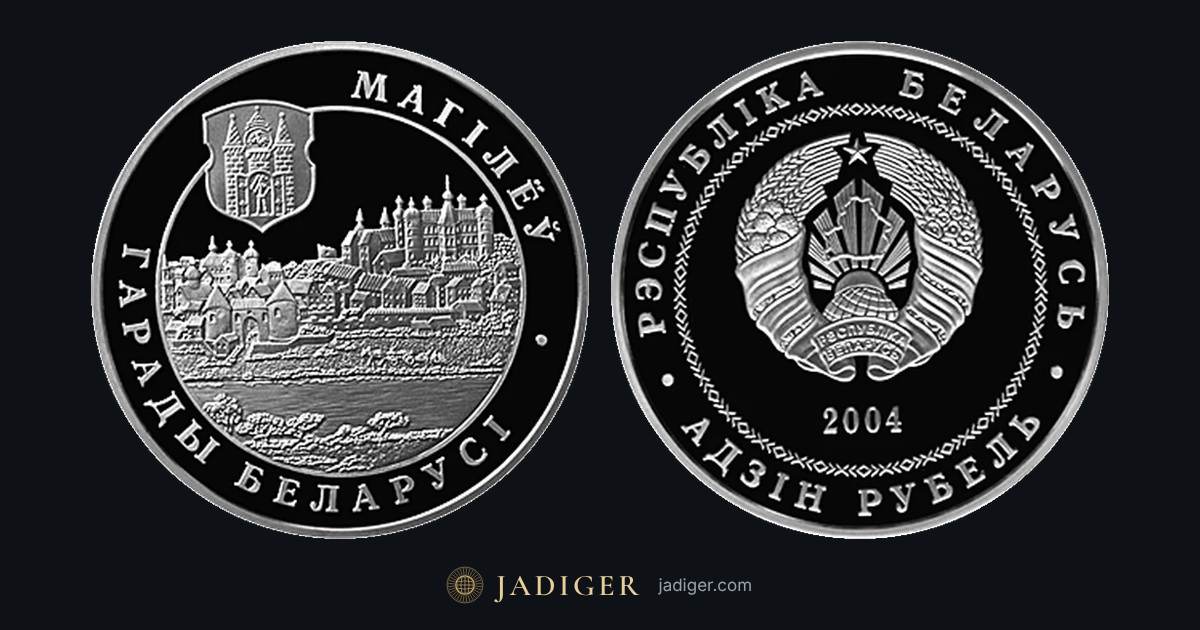 МАГІЛЁЎ
ГАРАДЫ БЕЛАРУСІ
РЭСПУБЛІКА БЕЛАРУСЬ
РЭСПУБЛІКА
БЕЛАРУСЬ
2004
АДЗІН РУБЕЛЬ
JADIGER
jadiger.com